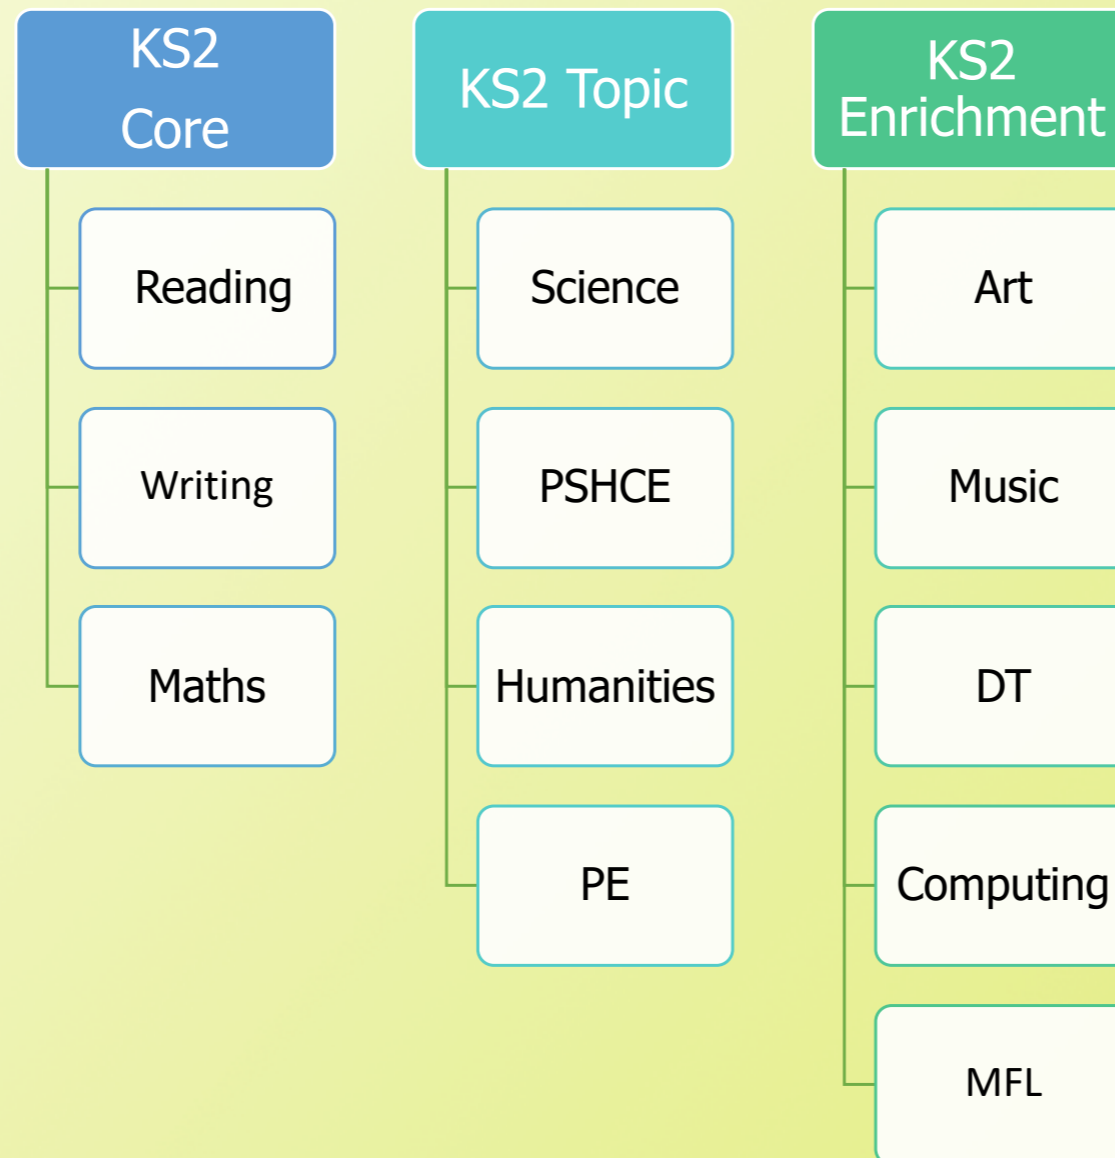 KS2
Core
Reading
Writing
Maths
KS2 Topic
Science
PSHCE
Humanities
PE
KS2
Enrichment
Art
Music
DT
Computing
MFL